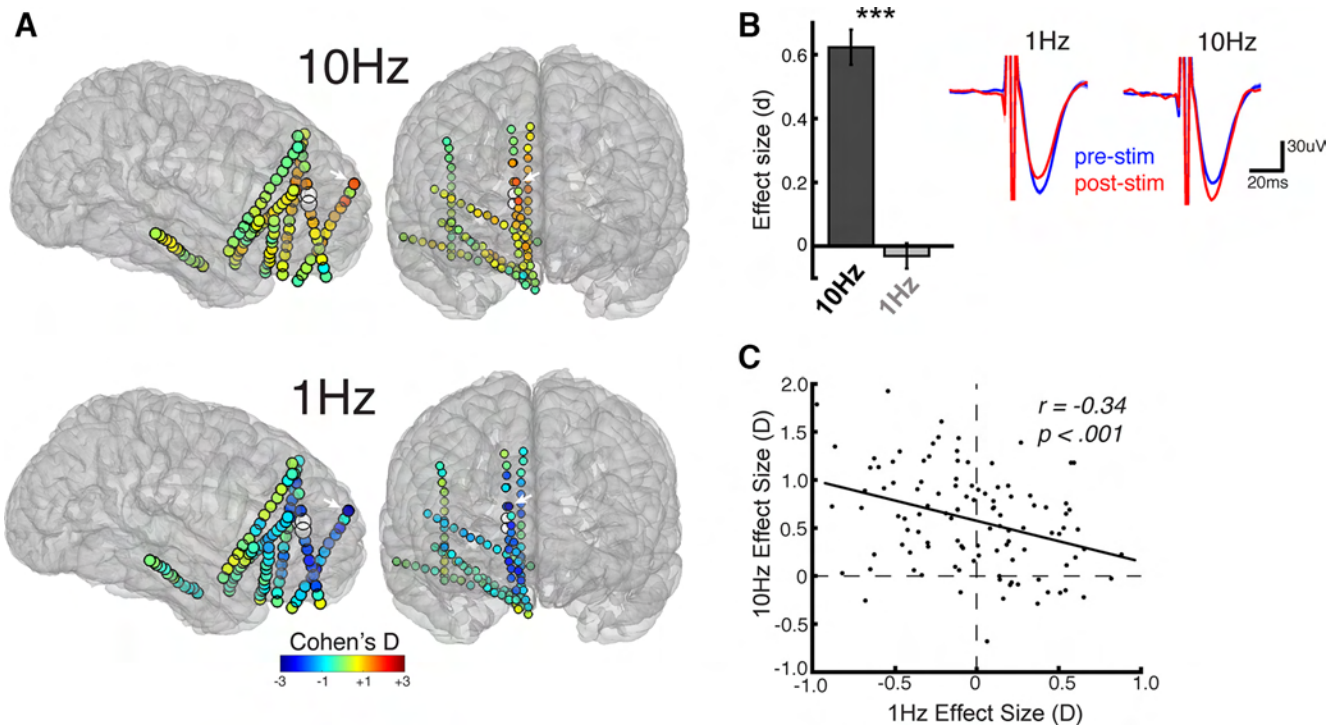 A
10Hz
1Hz
Cohen's D
-3
-1
+1
+3
B
***
Effect size (d)
0.6
0.4
0.2
0
10Hz
1Hz
1Hz
10Hz
pre-stim
post-stim
30uV
20ms
C
10Hz Effect Size (D)
2.0
1.5
1.0
0.5
0
-0.5
-1.0
r = -0.34
p < .001
-1.0
-0.5
0
0.5
1.0
1Hz Effect Size (D)